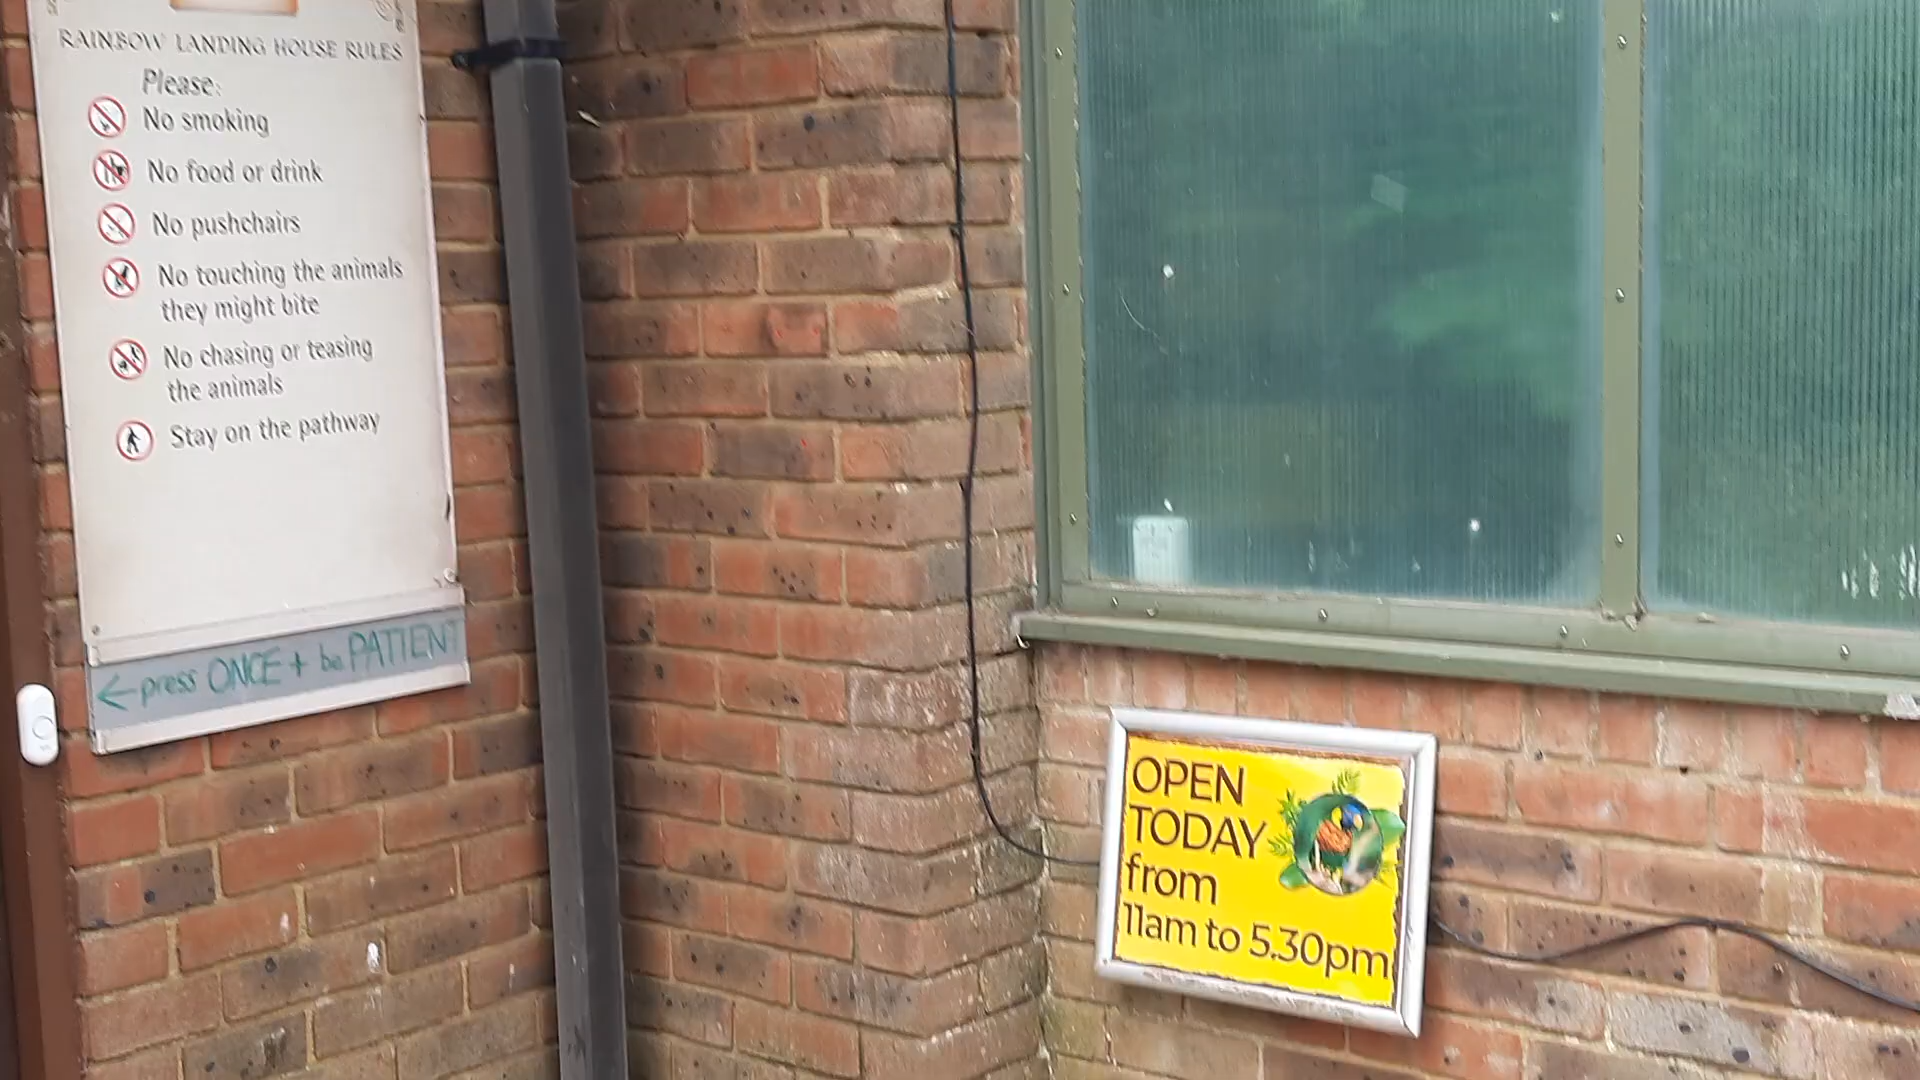 RAINBOW LANDING HOUSE RULES
Please:
No smoking
No food or drink
No pushchairs
No touching the animals
they might bite
No chasing or teasing
the animals
Stay on the pathway
←press ONCE + be PATIENT
OPEN
TODAY
from
11am to 5.30pm